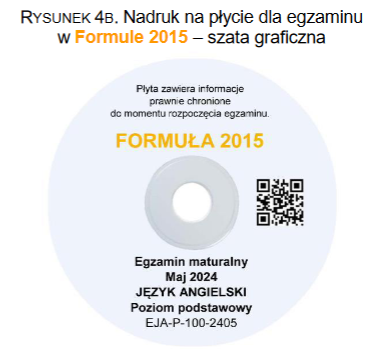 RYSUNEK 4B. Nadruk na płycie dla egzaminu
w Formule 2015 – szata graficzna
Płyta zawiera informacje
prawnie chronione
do momentu rozpoczęcia egzaminu.
FORMUŁA 2015
Egzamin maturalny
Maj 2024
JĘZYK ANGIELSKI
Poziom podstawowy
EJA-P-100-2405